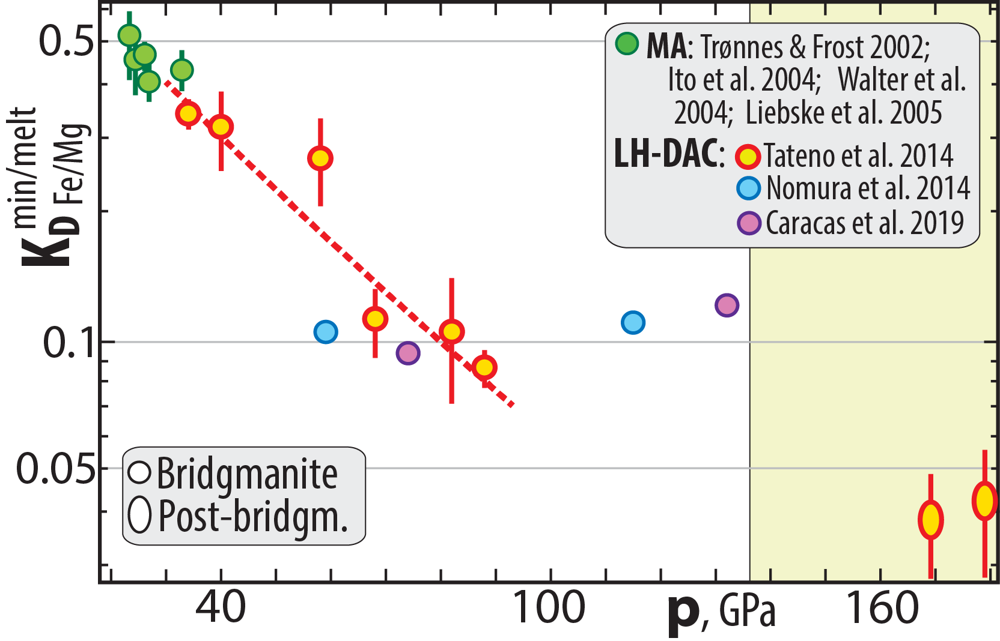 0.5
0.1
0.05
K D min/melt Fe/Mg
MA: Trønnes & Frost 2002;
Ito et al. 2004; Walter et al.
2004; Liebske et al. 2005
LH-DAC: Tateno et al. 2014
Nomura et al. 2014
Caracas et al. 2019
Bridgmanite
Post-bridgm.
40
100
p, GPa
160